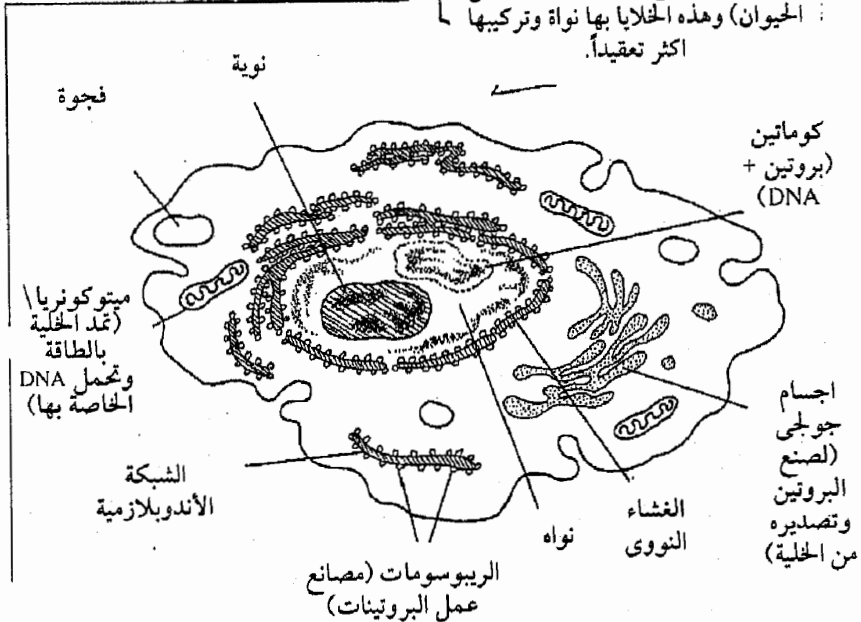 الحيوان) وهذه الخلايا بها نواة وتركيبها
اكثر تعقيداً.
نوية
فجوة
كوماتين
(بروتين +
DNA)
ميتوكونريا\
(تمد الخلية
بالطاقة
وتحمل DNA
الخاصة بها)
اجسام
جولجى
(لصنع
البروتين
وتصديره
من الخلية)
الشبكة
الأندوبلازمية
الغشاء
النووى
نواه
الريبوسومات (مصانع
عمل البروتينات)